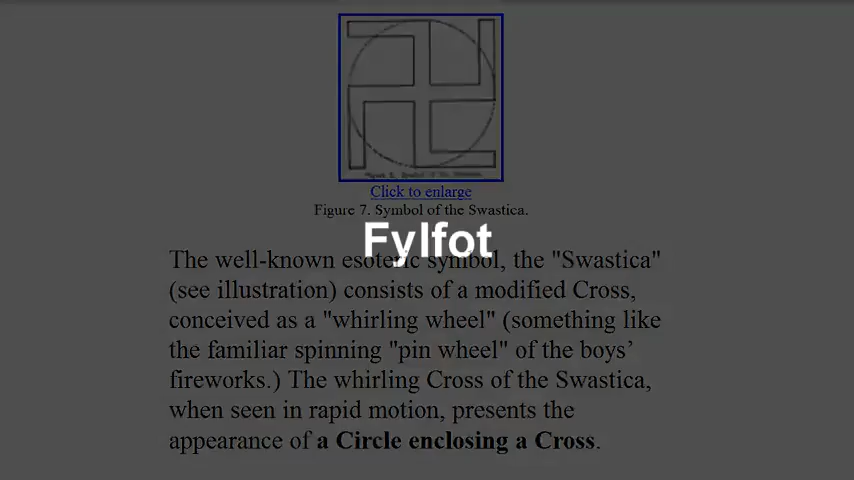 Click to enlarge
Figure 7. Symbol of the Swastica.
Fylfot
The well-known esoteric symbol, the "Swastica"
(see illustration) consists of a modified Cross,
conceived as a "whirling wheel" (something like
the familiar spinning "pin wheel" of the boys’
fireworks.) The whirling Cross of the Swastica,
when seen in rapid motion, presents the
appearance of a Circle enclosing a Cross.